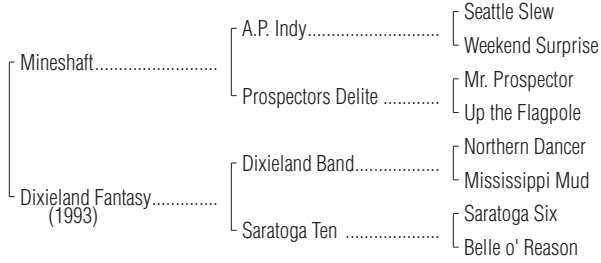 Seattle Slew
A.P. Indy............................
Weekend Surprise
Mineshaft..........................
Mr. Prospector
Prospectors Delite ............
Up the Flagpole
Northern Dancer
Dixieland Band..................
Mississippi Mud
Dixieland Fantasy..............
(1993)
Saratoga Six
Saratoga Ten ....................
Belle o' Reason